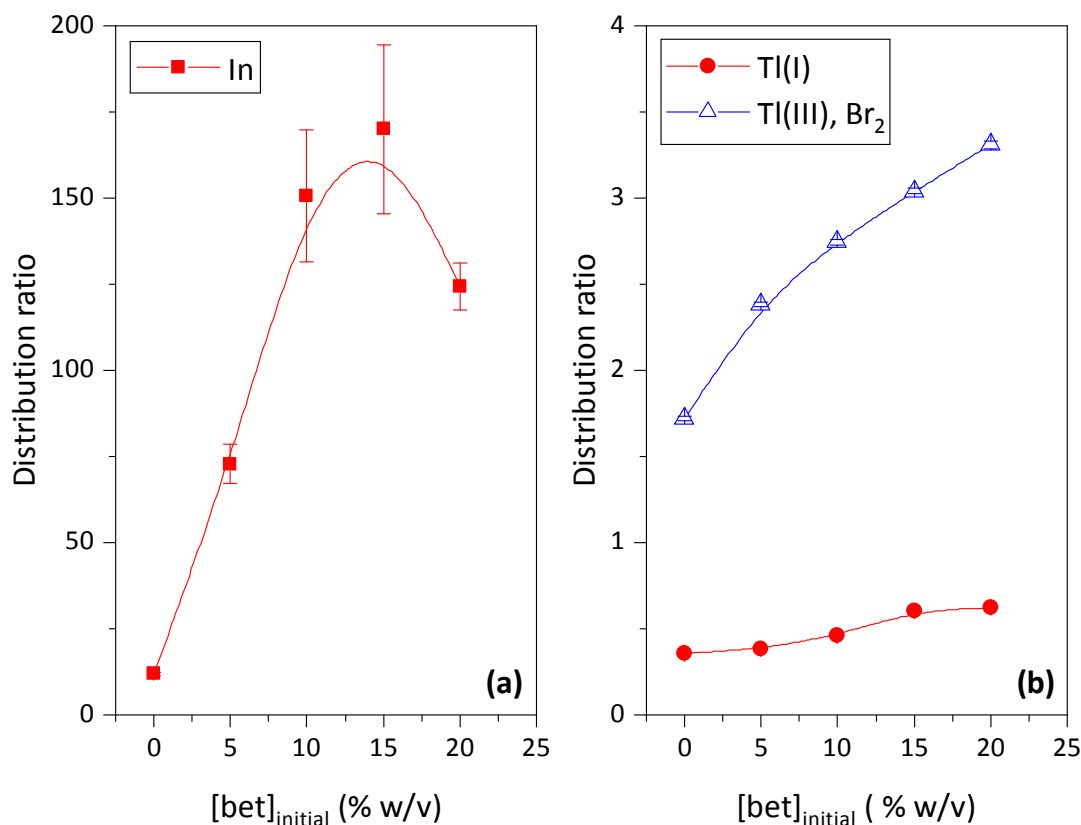 In
200
150
100
50
0
Distribution ratio
0 5 10 15 20 25
[bet]initial (% w/v)
(a)
Tl(I)
Tl(III), Br2
4
3
2
1
0
Distribution ratio
0 5 10 15 20 25
[bet]initial ( % w/v)
(b)